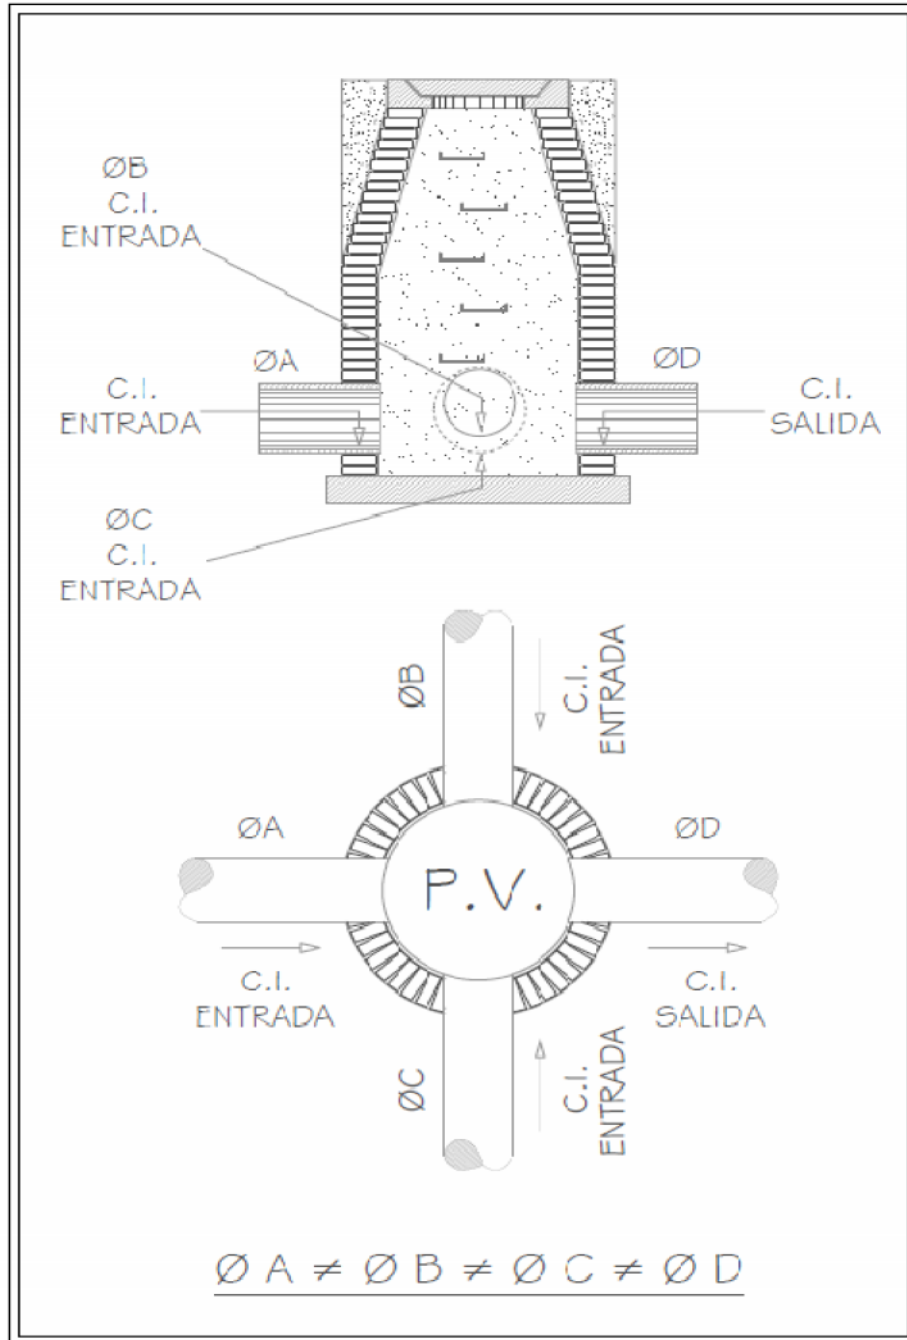 ØB
C.I.
ENTRADA
ØA
C.I.
ENTRADA
ØD
C.I.
SALIDA
ØC
C.I.
ENTRADA
ØB
C.I.
ENTRADA
ØA
ØD
P.V.
C.I.
ENTRADA
C.I.
SALIDA
ØC
C.I.
ENTRADA
Ø A ≠ Ø B ≠ Ø C ≠ Ø D